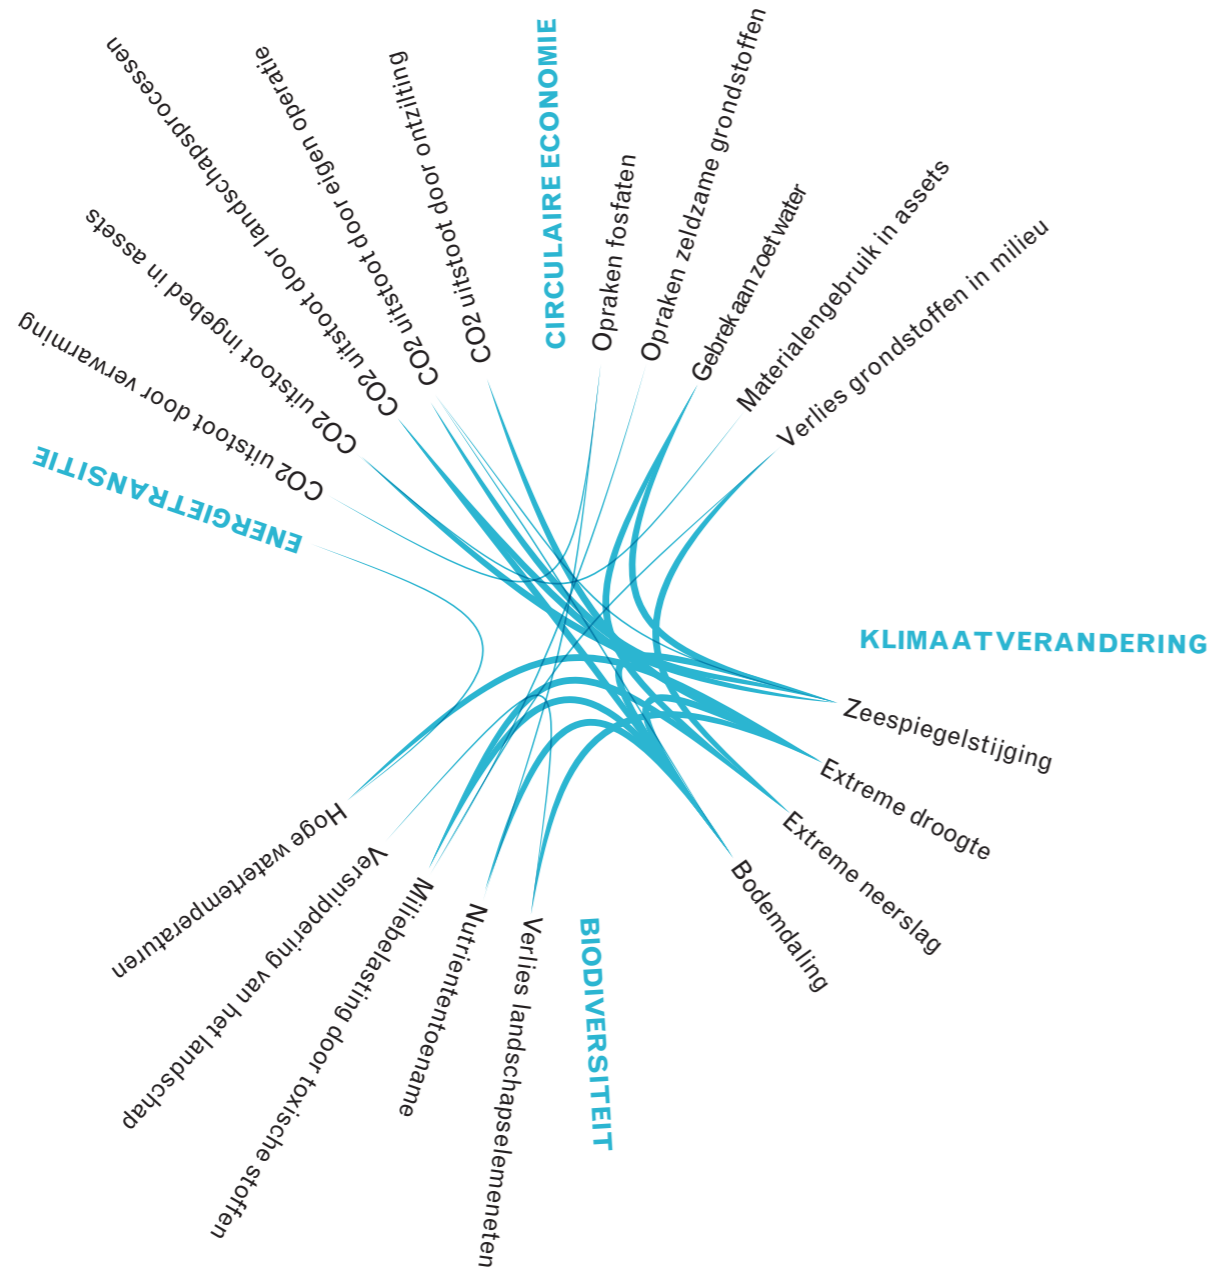 CIRCULAIRE ECONOMIE
Opraken fosfaten
Opraken zeldzame grondstoffen
Gebrek aan zoet water
Materialengebruik in assets
Verlies grondstoffen in milieu
KLIMAATVERANDERING
Zeespiegelstijging
Extreme droogte
Extreme neerslag
Bodemdaling
BIODIVERSITEIT
Verlies landschapselemeneten
Nutriententoename
Miliebelasting door toxische stoffen
Versnippering van het landschap
Hoge watertemperaturen
ENERGIETRANSITIE
CO2 uitstoot door verwarming
CO2 uitstoot ingebed in assets
CO2 uitstoot door landschapsprocessen
CO2 uitstoot door eigen operatie
CO2 uitstoot door ontzilting